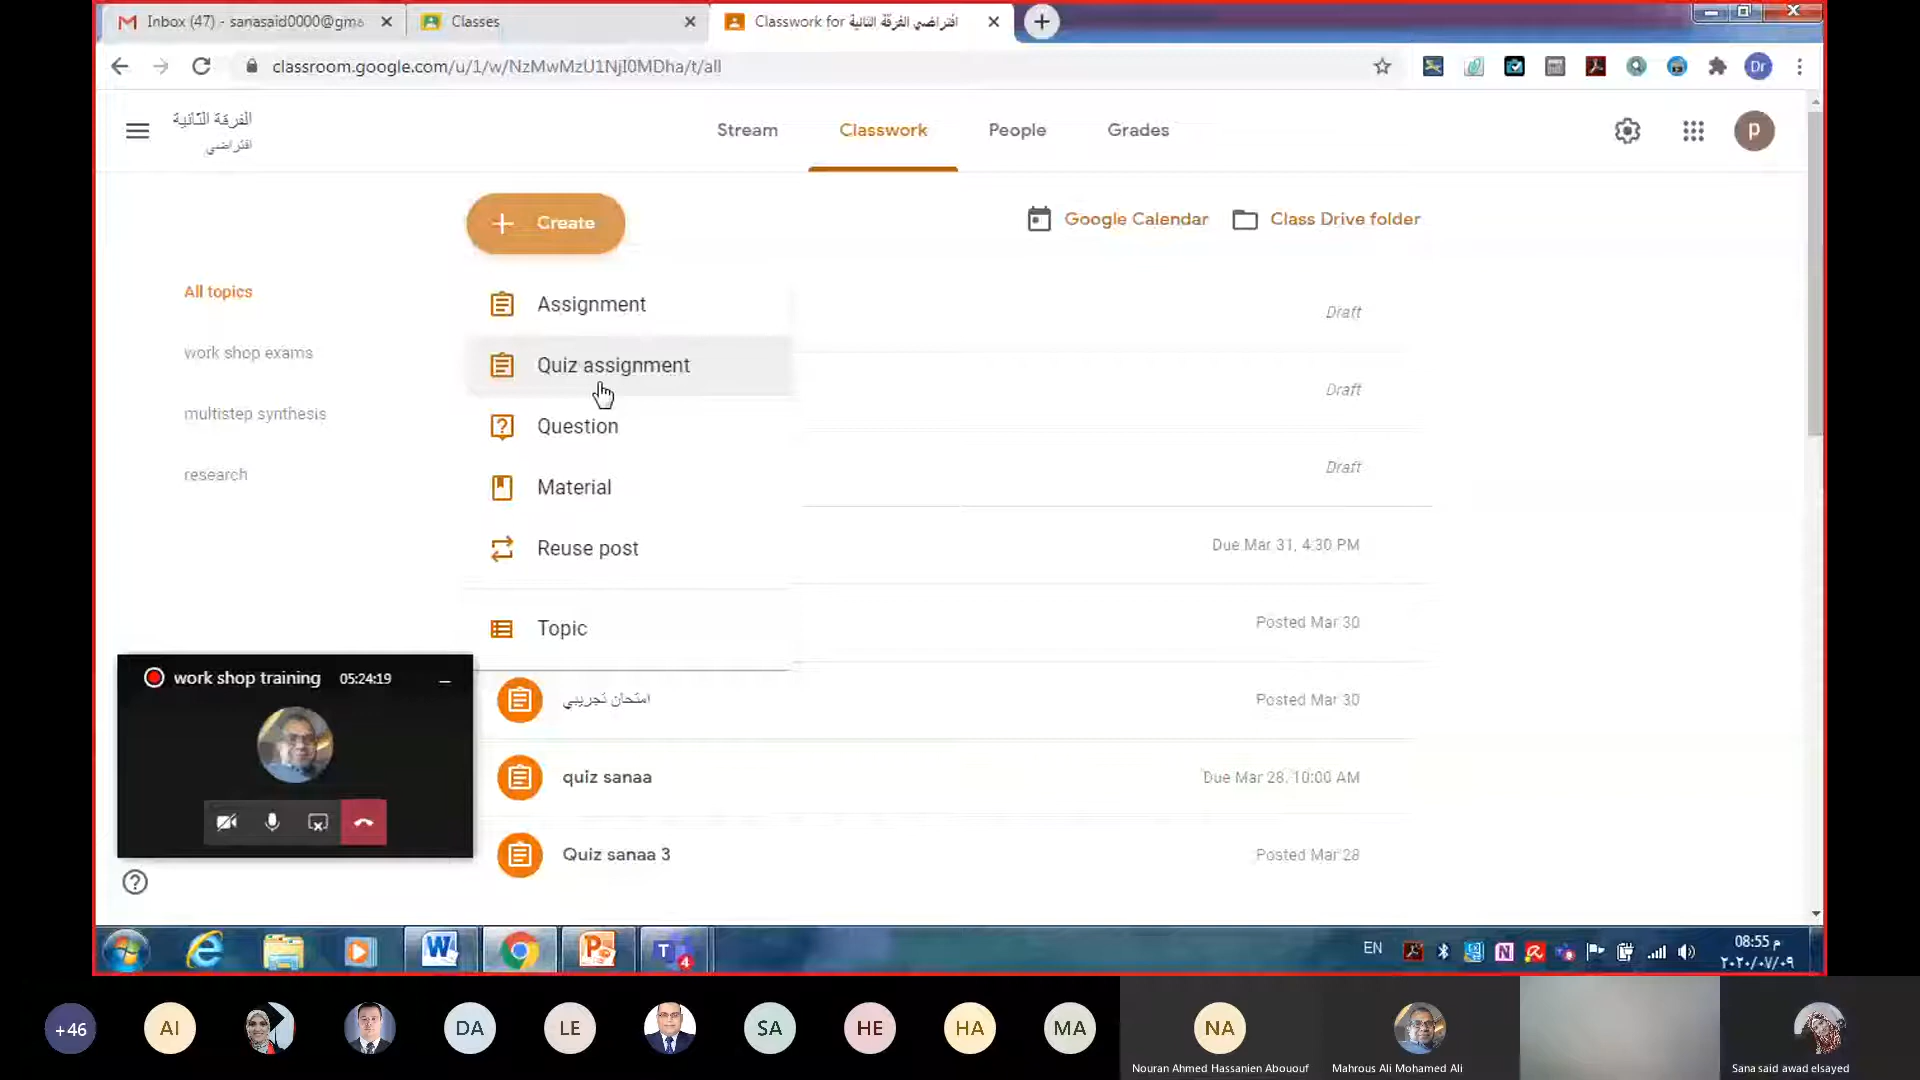 Inbox (47) - sanasaid0000@gma
Classes
Classwork for افتراضي الفرقة الثانية
classroom.google.com/u/1/w/NzMwMzU1NjI0MDha/t/all
Dr
الفرقة الثانية
افتراضي
Stream
Classwork
People
Grades
p
Create
Google Calendar
Class Drive folder
All topics
work shop exams
multistep synthesis
research
Assignment
Quiz assignment
Question
Material
Reuse post
Topic
Draft
Draft
Draft
Due Mar 31, 4:30 PM
Posted Mar 30
امتحان تجريبي
Posted Mar 30
quiz sanaa
Due Mar 28, 10:00 AM
Quiz sanaa 3
Posted Mar 28
work shop training
05:24:19
EN
08:55 م
٢٠٢٠/٠٧/٠٩
+46
AI
DA
LE
SA
HE
HA
MA
NA
Nouran Ahmed Hassanien Abououf
Mahrous Ali Mohamed Ali
Sana said awad elsayed